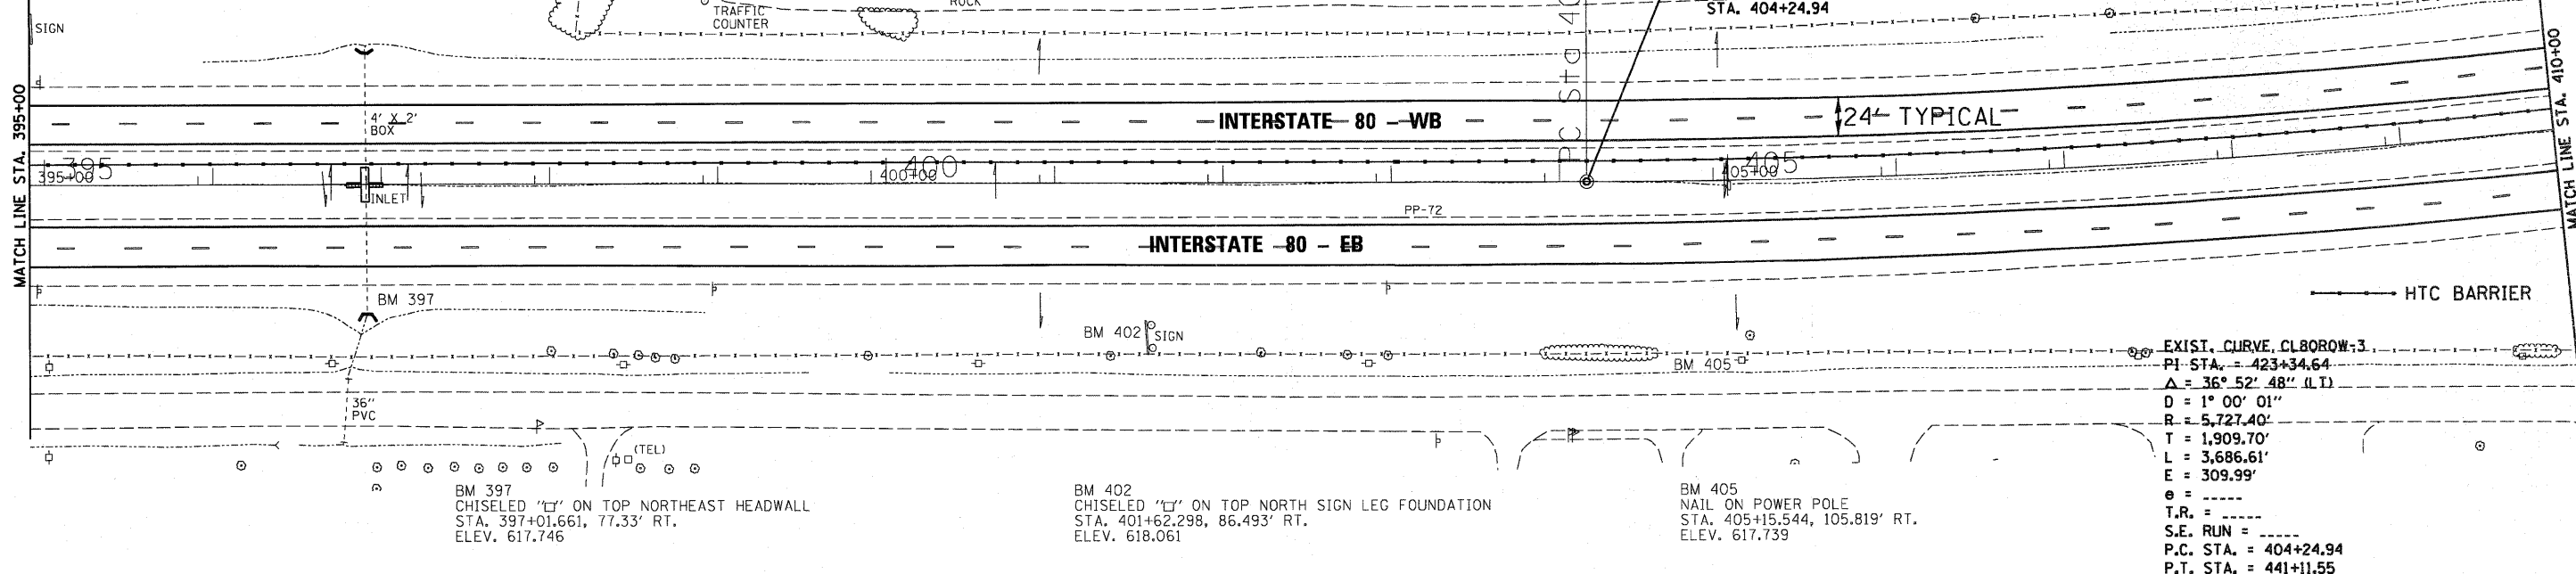 TRAFFIC
COUNTER
STA. 404+24.94
SIGN
MATCH LINE STA. 395+00
MATCH LINE STA. 410+00
4' X 2'
BOX
INTERSTATE 80 - WB
24' TYPICAL
PC Sta
395
395+00
400
400+00
405
INLET
PP-72
INTERSTATE 80 - EB
BM 397
HTC BARRIER
BM 402
SIGN
BM 405
36"
PVC
(TEL)
BM 397
CHISELED "□" ON TOP NORTHEAST HEADWALL
STA. 397+01.661, 77.33' RT.
ELEV. 617.746
BM 402
CHISELED "□" ON TOP NORTH SIGN LEG FOUNDATION
STA. 401+62.298, 86.493' RT.
ELEV. 618.061
BM 405
NAIL ON POWER POLE
STA. 405+15.544, 105.819' RT.
ELEV. 617.739
EXIST. CURVE CL80ROW-3
PI STA. = 423+34.64
Δ = 36° 52' 48" (LT)
D = 1° 00' 01"
R = 5,727.40'
T = 1,909.70'
L = 3,686.61'
E = 309.99'
e = -----
T.R. = -----
S.E. RUN = -----
P.C. STA. = 404+24.94
P.T. STA. = 441+11.55